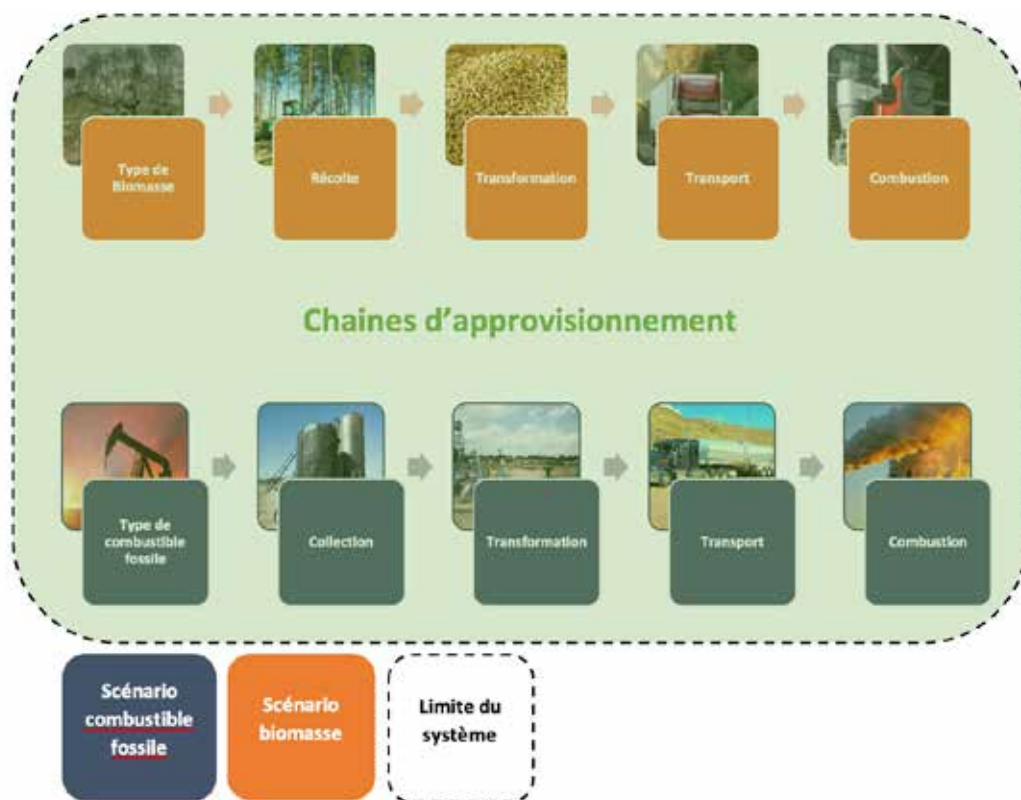 Type de
Biomasse
Récolte
Transformation
Transport
Combustion
Chaines d'approvisionnement
Type de
combustible
fossile
Collection
Transformation
Transport
Combustion
Scénario
combustible
fossile
Scénario
biomasse
Limite du
système